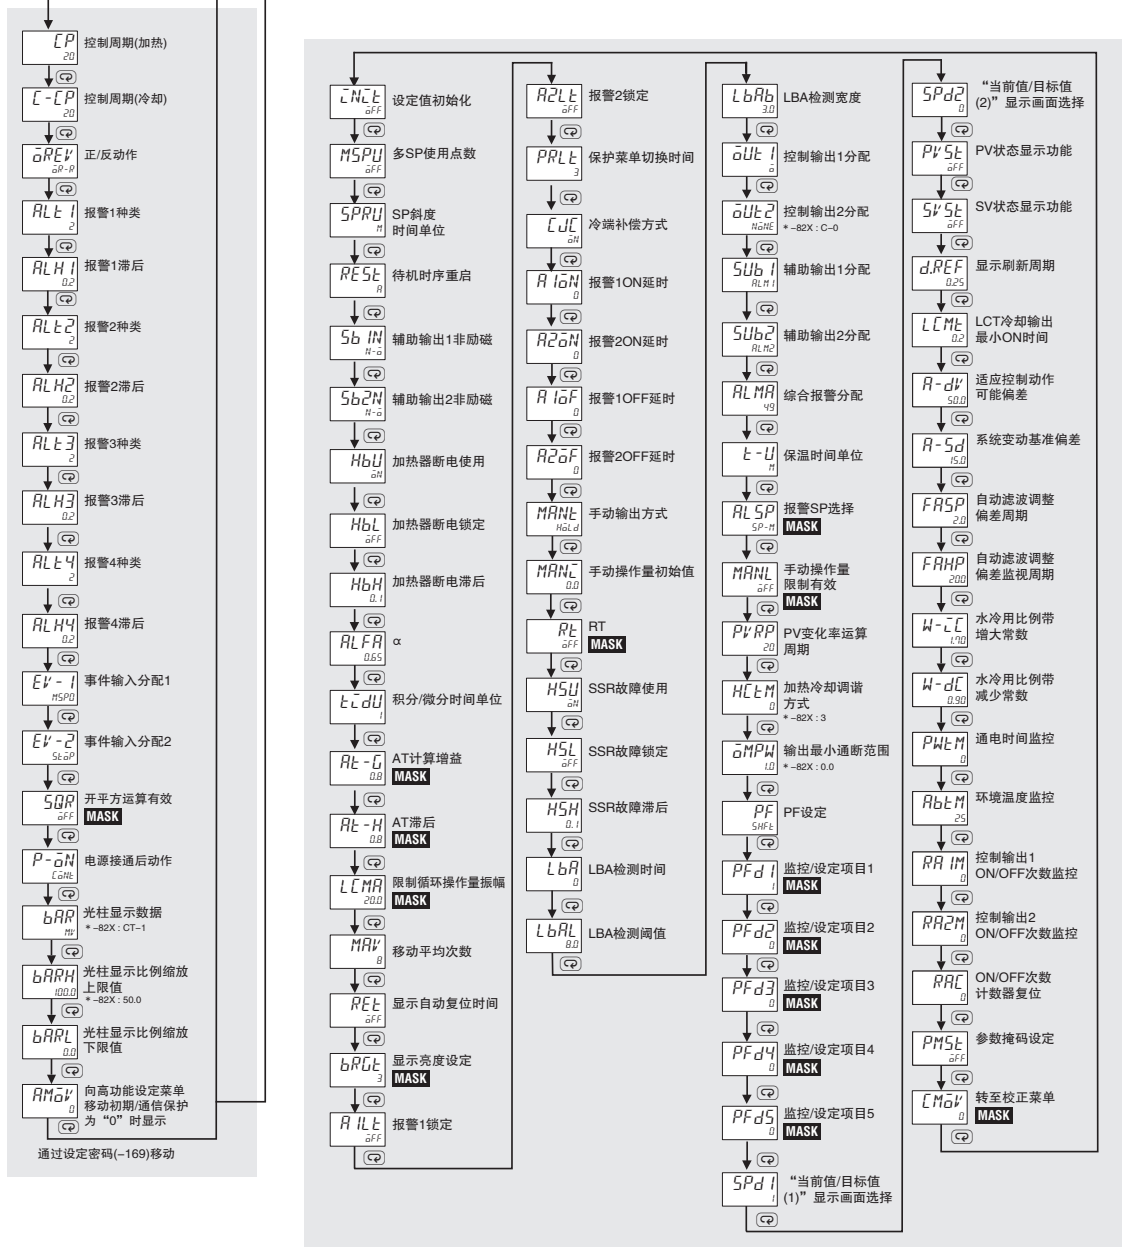 CP
20
控制周期(加热)
C-CP
20
控制周期(冷却)
oREV
oR-R
正/反动作
ALt1
2
报警1种类
ALH1
0.2
报警1滞后
ALt2
2
报警2种类
ALH2
0.2
报警2滞后
ALt3
2
报警3种类
ALH3
0.2
报警3滞后
ALt4
2
报警4种类
ALH4
0.2
报警4滞后
EV-1
MSP0
事件输入分配1
EV-2
StoP
事件输入分配2
SQR
oFF
开平方运算有效
MASK
P-oN
CoNt
电源接通后动作
bAR
MV
光柱显示数据
*-82X : CT-1
bARH
100.0
光柱显示比例缩放
上限值
*-82X : 50.0
bARL
0.0
光柱显示比例缩放
下限值
AMoV
0
向高功能设定菜单
移动初期/通信保护
为“0”时显示
通过设定密码(-169)移动
iNit
oFF
设定值初始化
MSPU
oFF
多SP使用点数
SPRU
M
SP斜度
时间单位
RESt
A
待机时序重启
Sb1N
N-o
辅助输出1非励磁
Sb2N
N-o
辅助输出2非励磁
HbU
oN
加热器断电使用
HbL
oFF
加热器断电锁定
HbH
0.1
加热器断电滞后
ALFA
0.65
α
tidU
1
积分/微分时间单位
At-G
0.8
AT计算增益
MASK
At-H
0.8
AT滞后
MASK
LCMA
20.0
限制循环操作量振幅
MASK
MAV
8
移动平均次数
REt
oFF
显示自动复位时间
bRGt
3
显示亮度设定
MASK
A1Lt
oFF
报警1锁定
A2Lt
oFF
报警2锁定
PRLt
3
保护菜单切换时间
CJC
oN
冷端补偿方式
A1oN
0
报警1ON延时
A2oN
0
报警2ON延时
A1oF
0
报警1OFF延时
A2oF
0
报警2OFF延时
MANt
HoLd
手动输出方式
MANi
0.0
手动操作量初始值
Rt
oFF
RT
MASK
HSU
oN
SSR故障使用
HSL
oFF
SSR故障锁定
HSH
0.1
SSR故障滞后
LbA
0
LBA检测时间
LbAL
8.0
LBA检测阈值
LbAb
3.0
LBA检测宽度
oUt1
o
控制输出1分配
oUt2
NoNE
控制输出2分配
*-82X : C-0
SUb1
ALM1
辅助输出1分配
SUb2
ALM2
辅助输出2分配
ALMA
49
综合报警分配
t-U
M
保温时间单位
ALSP
SP-M
报警SP选择
MASK
MANL
oFF
手动操作量
限制有效
MASK
PVRP
20
PV变化率运算
周期
HCtM
0
加热冷却调谐
方式
*-82X : 3
oMPW
1.0
输出最小通断范围
*-82X : 0.0
PF
SHFt
PF设定
PFd1
1
监控/设定项目1
MASK
PFd2
0
监控/设定项目2
MASK
PFd3
0
监控/设定项目3
MASK
PFd4
0
监控/设定项目4
MASK
PFd5
0
监控/设定项目5
MASK
SPd1
1
“当前值/目标值
(1)”显示画面选择
SPd2
0
“当前值/目标值
(2)”显示画面选择
PVSt
oFF
PV状态显示功能
SVSt
oFF
SV状态显示功能
d.REF
0.25
显示刷新周期
LCMt
0.2
LCT冷却输出
最小ON时间
A-dV
50.0
适应控制动作
可能偏差
A-Sd
15.0
系统变动基准偏差
FASP
2.0
自动滤波调整
偏差周期
FAHP
200
自动滤波调整
偏差监视周期
W-iC
1.70
水冷用比例带
增大常数
W-dC
0.90
水冷用比例带
减少常数
PWtM
0
通电时间监控
AbtM
25
环境温度监控
RA1M
0
控制输出1
ON/OFF次数监控
RA2M
0
控制输出2
ON/OFF次数监控
RAC
0
ON/OFF次数
计数器复位
PMSt
oFF
参数掩码设定
CMoV
0
转至校正菜单
MASK